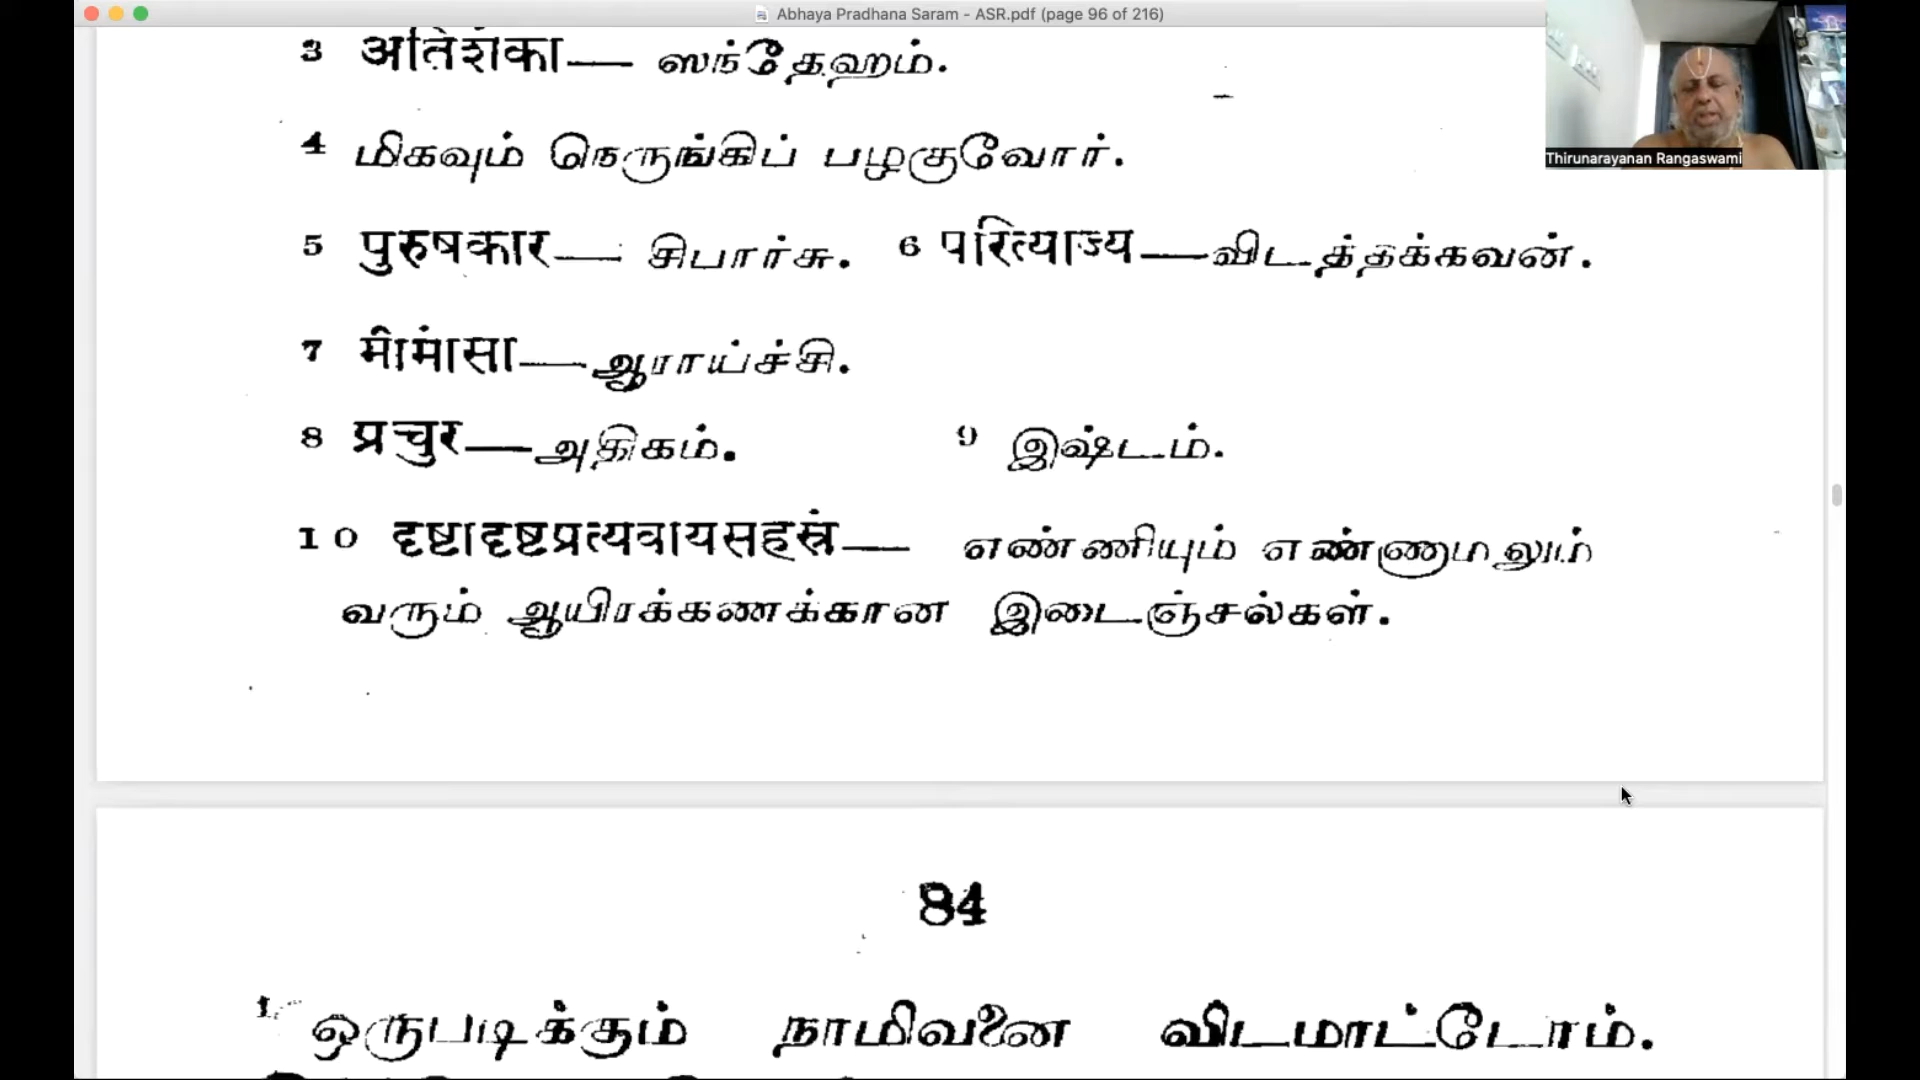 Abhaya Pradhana Saram - ASR.pdf (page 96 of 216)
Thirunarayanan Rangaswami
3 अतिशंका— ஸந்தேஹம்.
4 மிகவும் நெருங்கிப் பழகுவோர்.
5 पुरुषकार— சிபார்சு. 6 परित्याज्य—விடத்தக்கவன்.
7 मीमांसा—ஆராய்ச்சி.
8 प्रचुर—அதிகம். 9 இஷ்டம்.
10 दृष्टादृष्टप्रत्यवायसहस्रं— எண்ணியும் எண்ணாமலும்
வரும் ஆயிரக்கணக்கான இடைஞ்சல்கள்.
84
1 ஒருபடிக்கும் நாமிவனை விடமாட்டோம்.